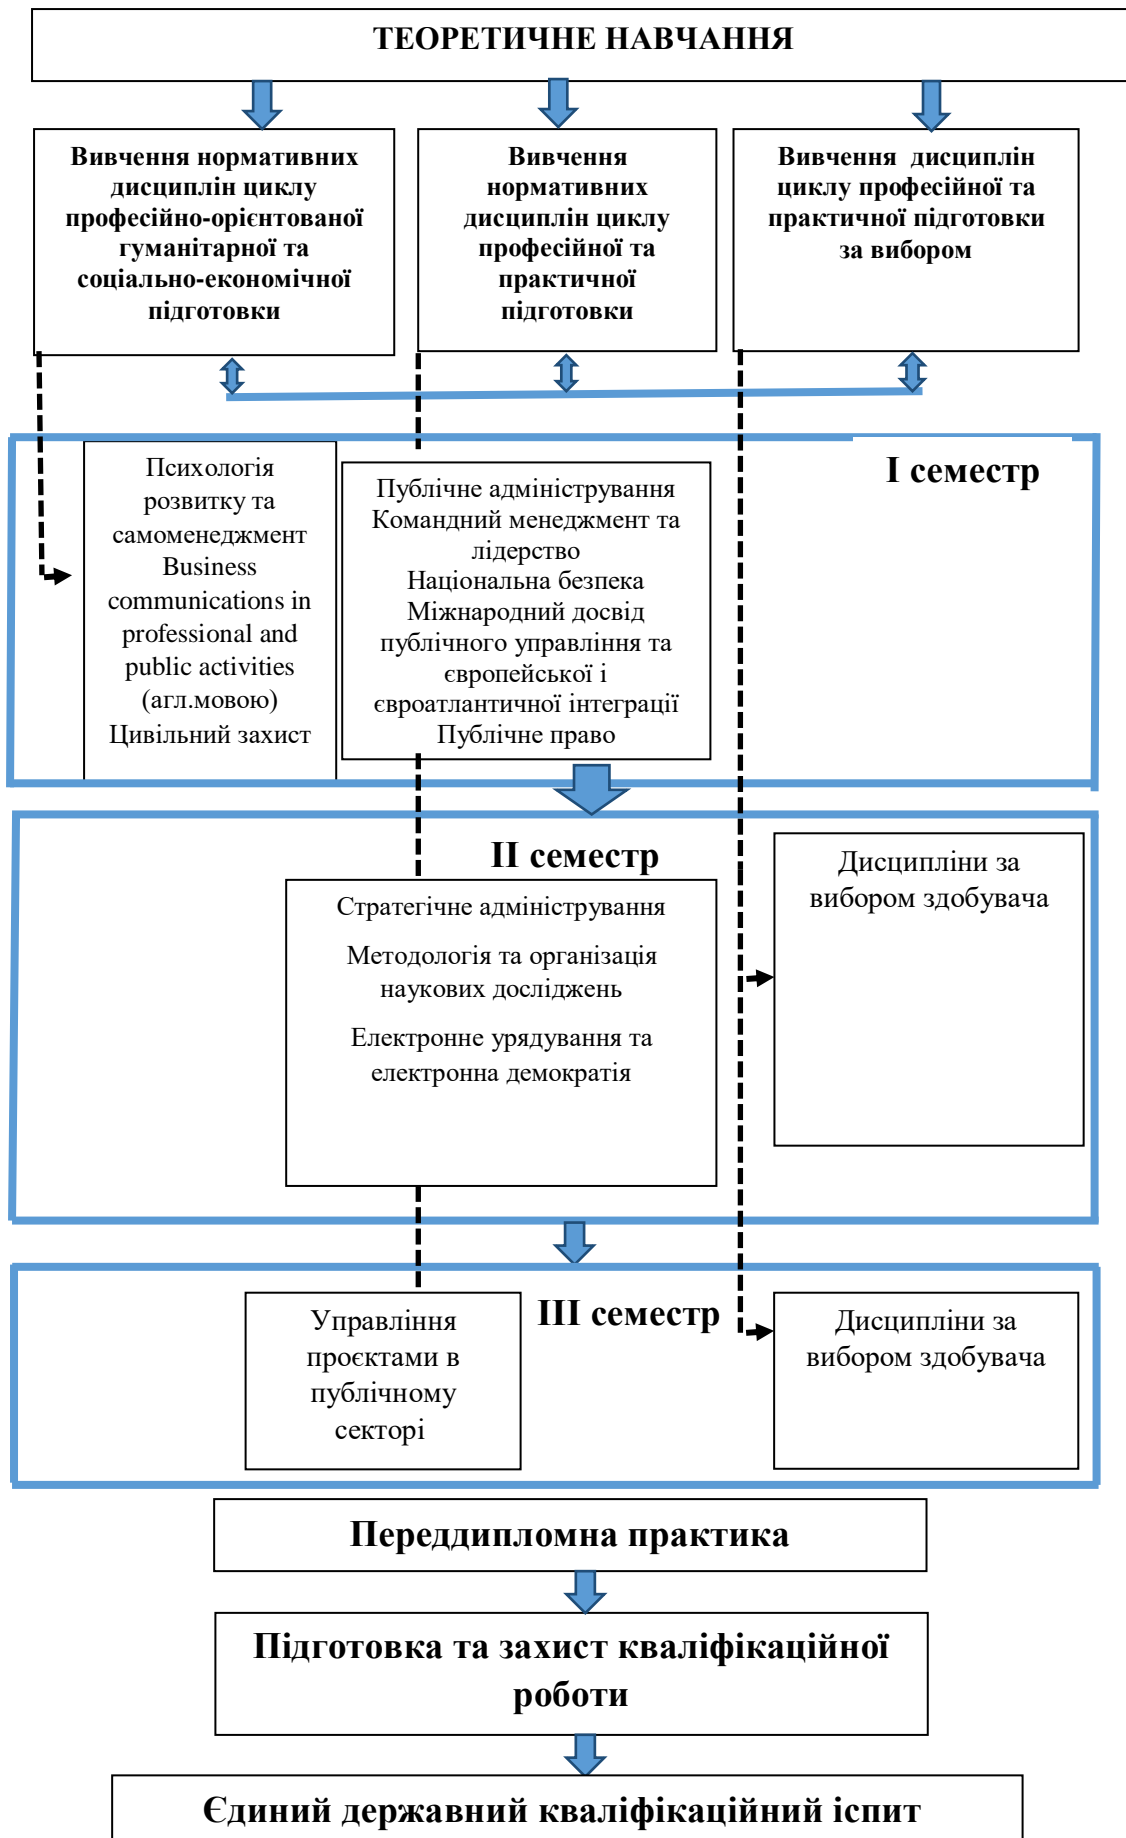 ТЕОРЕТИЧНЕ НАВЧАННЯ
Вивчення нормативних
дисциплін циклу
професійно-орієнтованої
гуманітарної та
соціально-економічної
підготовки
Вивчення
нормативних
дисциплін циклу
професійної та
практичної
підготовки
Вивчення дисциплін
циклу професійної та
практичної підготовки
за вибором
І семестр
Психологія
розвитку та
самоменеджмент
Business
communications in
professional and
public activities
(агл.мовою)
Цивільний захист
Публічне адміністрування
Командний менеджмент та
лідерство
Національна безпека
Міжнародний досвід
публічного управління та
європейської і
євроатлантичної інтеграції
Публічне право
ІІ семестр
Стратегічне адміністрування
Методологія та організація
наукових досліджень
Електронне урядування та
електронна демократія
Дисципліни за
вибором здобувача
ІІІ семестр
Управління
проєктами в
публічному
секторі
Дисципліни за
вибором здобувача
Переддипломна практика
Підготовка та захист кваліфікаційної
роботи
Єдиний державний кваліфікаційний іспит